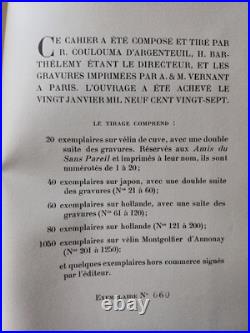 CE CAHIER A ÉTÉ COMPOSÉ ET TIRÉ PAR
R. COULOUMA D'ARGENTEUIL, H. BAR-
THÉLEMY ÉTANT LE DIRECTEUR, ET LES
GRAVURES IMPRIMÉES PAR A. & M. VERNANT
A PARIS. L'OUVRAGE A ÉTÉ ACHEVÉ LE
VINGT JANVIER MIL NEUF CENT VINGT-SEPT.
LE TIRAGE COMPREND :
20 exemplaires sur vélin de cuve, avec une double
suite des gravures. Réservés aux Amis du
Sans Pareil et imprimés à leur nom, ils sont
numérotés de 1 à 20;
40 exemplaires sur japon, avec une double
suite des gravures (Nos 21 à 60);
60 exemplaires sur hollande, avec une suite
des gravures (Nos 61 à 120);
80 exemplaires sur hollande (Nos 121 à 200);
1050 exemplaires sur vélin Montgolfier d'Annonay
(Nos 201 à 1250);
et quelques exemplaires hors commerce signés
par l'éditeur.
EXEMPLAIRE N° 660